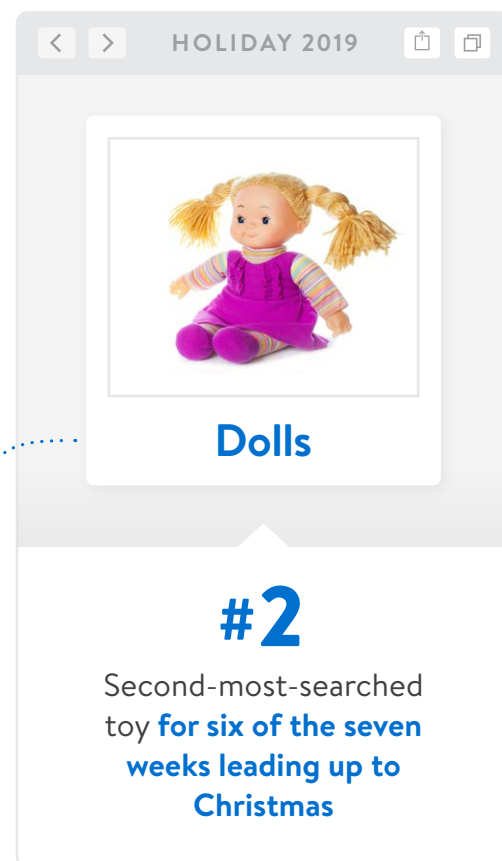 HOLIDAY 2019
Dolls
#2
Second-most-searched
toy for six of the seven
weeks leading up to
Christmas